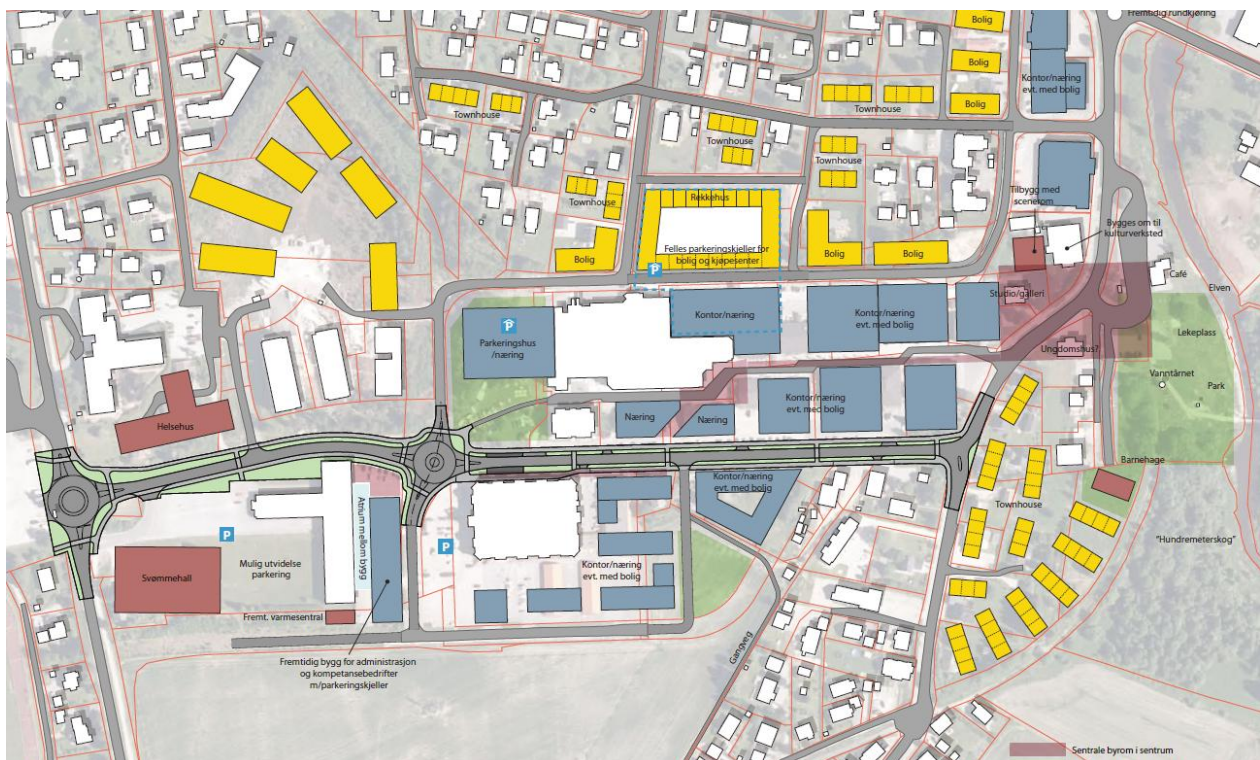 Fremtidig rundkjøring
Bolig
Bolig
Bolig
Bolig
Kontor/næring
evt. med bolig
Townhouse
Townhouse
Townhouse
Townhouse
Townhouse
Rekkehus
Felles parkeringskjeller for
bolig og kjøpesenter
P
Bolig
Bolig
Bolig
Tilbygg med
scenerom
Bygges om til
kulturverksted
Café
Elven
Studio/galleri
Kontor/næring
Kontor/næring
evt. med bolig
P
Parkeringshus
/næring
Lekeplass
Ungdomshus?
Vanntårnet
Park
Kontor/næring
evt. med bolig
Næring
Næring
Helsehus
Barnehage
Kontor/næring
evt. med bolig
Townhouse
Atrium mellom bygg
P
P
"Hundremeterskog"
Mulig utvidelse
parkering
Svømmehall
Kontor/næring
evt. med bolig
Fremt. varmesentral
Gangveg
Fremtidig bygg for administrasjon
og kompetansebedrifter
m/parkeringskjeller
Sentrale byrom i sentrum